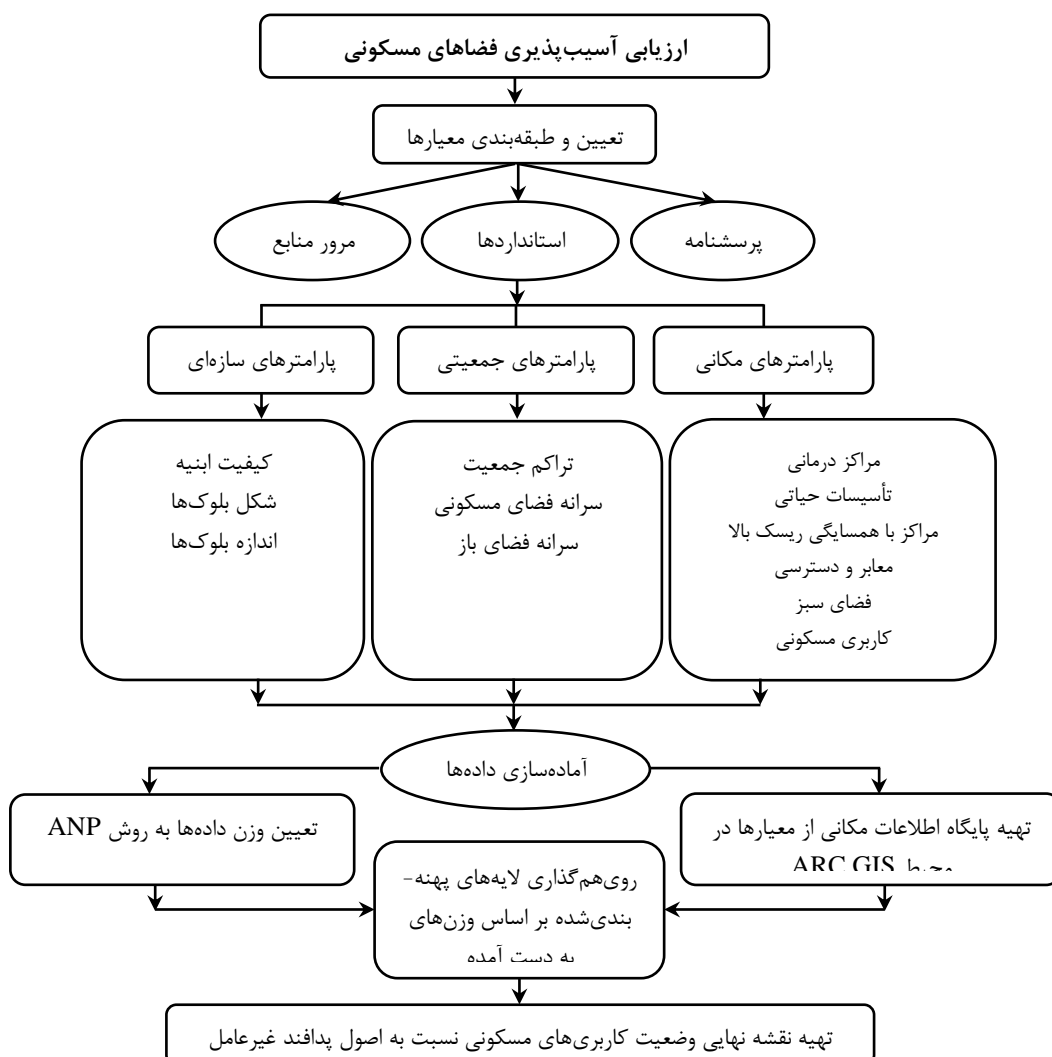 ارزیابی آسیب‌پذیری فضاهای مسکونی
تعیین و طبقه‌بندی معیارها
پرسشنامه
استانداردها
مرور منابع
پارامترهای مکانی
پارامترهای جمعیتی
پارامترهای سازه‌ای
مراکز درمانی
تأسیسات حیاتی
مراکز با همسایگی ریسک بالا
معابر و دسترسی
فضای سبز
کاربری مسکونی
تراکم جمعیت
سرانه فضای مسکونی
سرانه فضای باز
کیفیت ابنیه
شکل بلوک‌ها
اندازه بلوک‌ها
آماده‌سازی داده‌ها
تهیه پایگاه اطلاعات مکانی از معیارها در
محیط ARC GIS
تعیین وزن داده‌ها به روش ANP
روی‌هم‌گذاری لایه‌های پهنه-
بندی‌شده بر اساس وزن‌های
به دست آمده
تهیه نقشه نهایی وضعیت کاربری‌های مسکونی نسبت به اصول پدافند غیرعامل